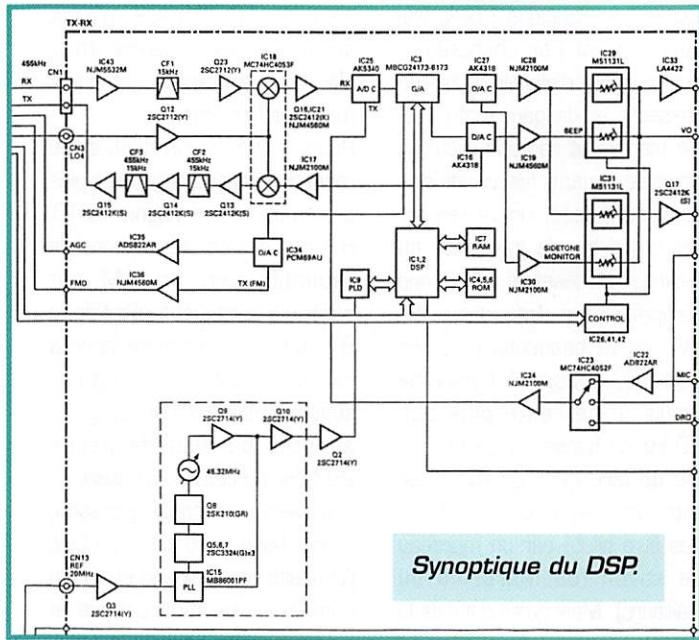 TX-RX
455kHz
RX
CN1
TX
CN3
LO4
IC43
NJM5532M
CF1
15kHz
Q23
2SC2712(Y)
IC18
MC74HC4053F
Q12
2SC2712(Y)
Q16,IC21
2SC2412(K)
NJM4560M
CF3
455kHz
15kHz
CF2
455kHz
15kHz
IC17
NJM2100M
Q15
2SC2412K(S)
Q14
2SC2412K(S)
Q13
2SC2412K(S)
IC25
AK5340
RX
A/D C
TX
IC3
MBCG24173-6173
G/A
IC27
AK4318
D/A C
D/A C
IC16
AK4318
IC28
NJM2100M
BEEP
IC19
NJM4560M
SIDETONE
MONITOR
IC30
NJM2100M
IC29
M51131L
IC31
M51131L
IC33
LA4422
VO
Q17
2SC2412K
(S)
AGC
IC35
AD822AR
FMD
IC36
NJM4560M
IC34
PCM69AU
D/A C
TX (FM)
IC1,2
DSP
IC7
RAM
IC4,5,6
ROM
IC8
PLD
CONTROL
IC26,41,42
IC24
NJM2100M
IC23
MC74HC4052F
IC22
AD822AR
MIC
DRO
Q9
2SC2714(Y)
Q10
2SC2714(Y)
Q2
2SC2714(Y)
46,32MHz
Q8
2SK210(GR)
Q5,6,7
2SC3324(G)x3
IC15
MB86001PF
PLL
CN13
REF
20MHz
Q3
2SC2714(Y)
Synoptique du DSP.